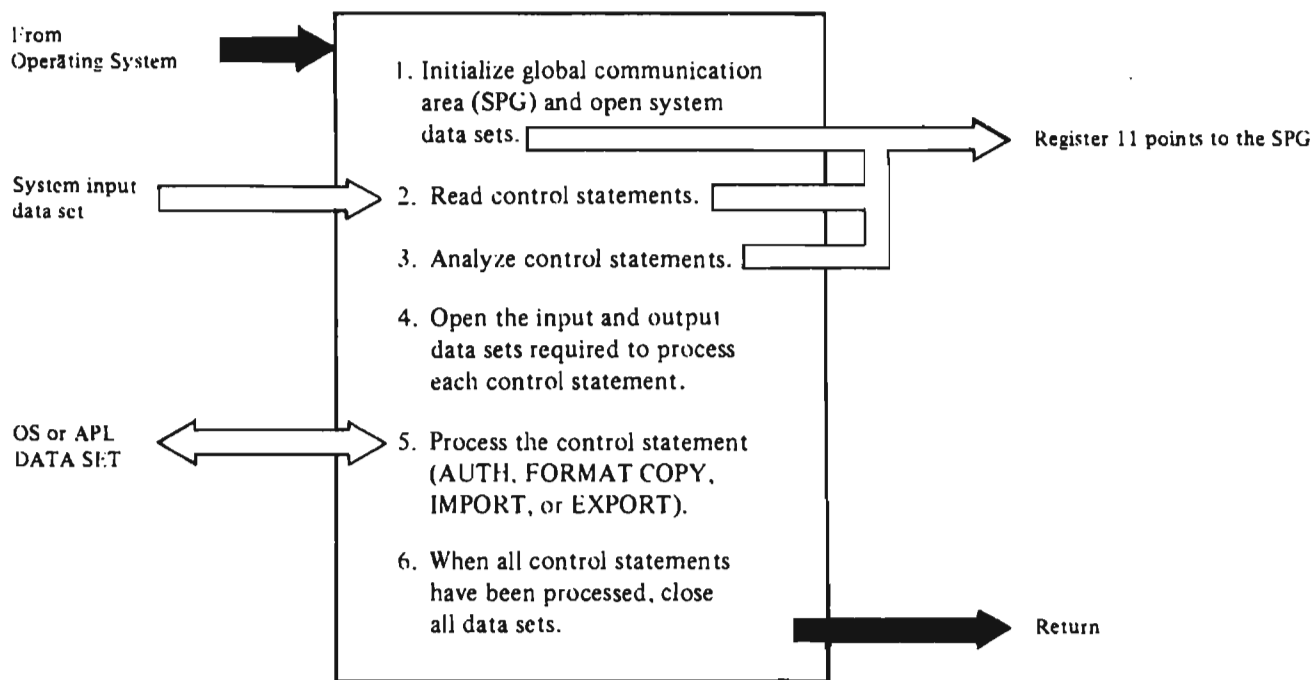 From
Operating System
1. Initialize global communication
area (SPG) and open system
data sets.
Register 11 points to the SPG
System input
data set
2. Read control statements.
3. Analyze control statements.
4. Open the input and output
data sets required to process
each control statement.
OS or APL
DATA SET
5. Process the control statement
(AUTH, FORMAT COPY,
IMPORT, or EXPORT).
6. When all control statements
have been processed, close
all data sets.
Return